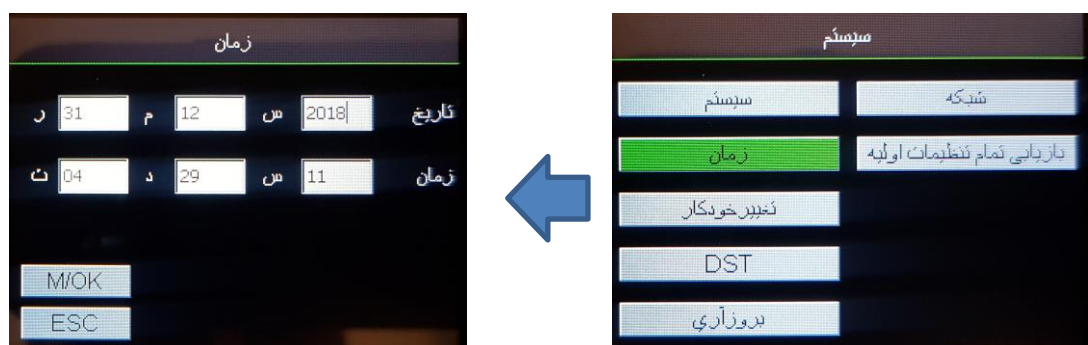 سیستم
سیستم شبکه
زمان بازیابی تمام تنظیمات اولیه
تغییر خودکار
DST
بروزآری
زمان
تاریخ 2018 س 12 م 31 ر
زمان 11 س 29 د 04 ث
M/OK
ESC